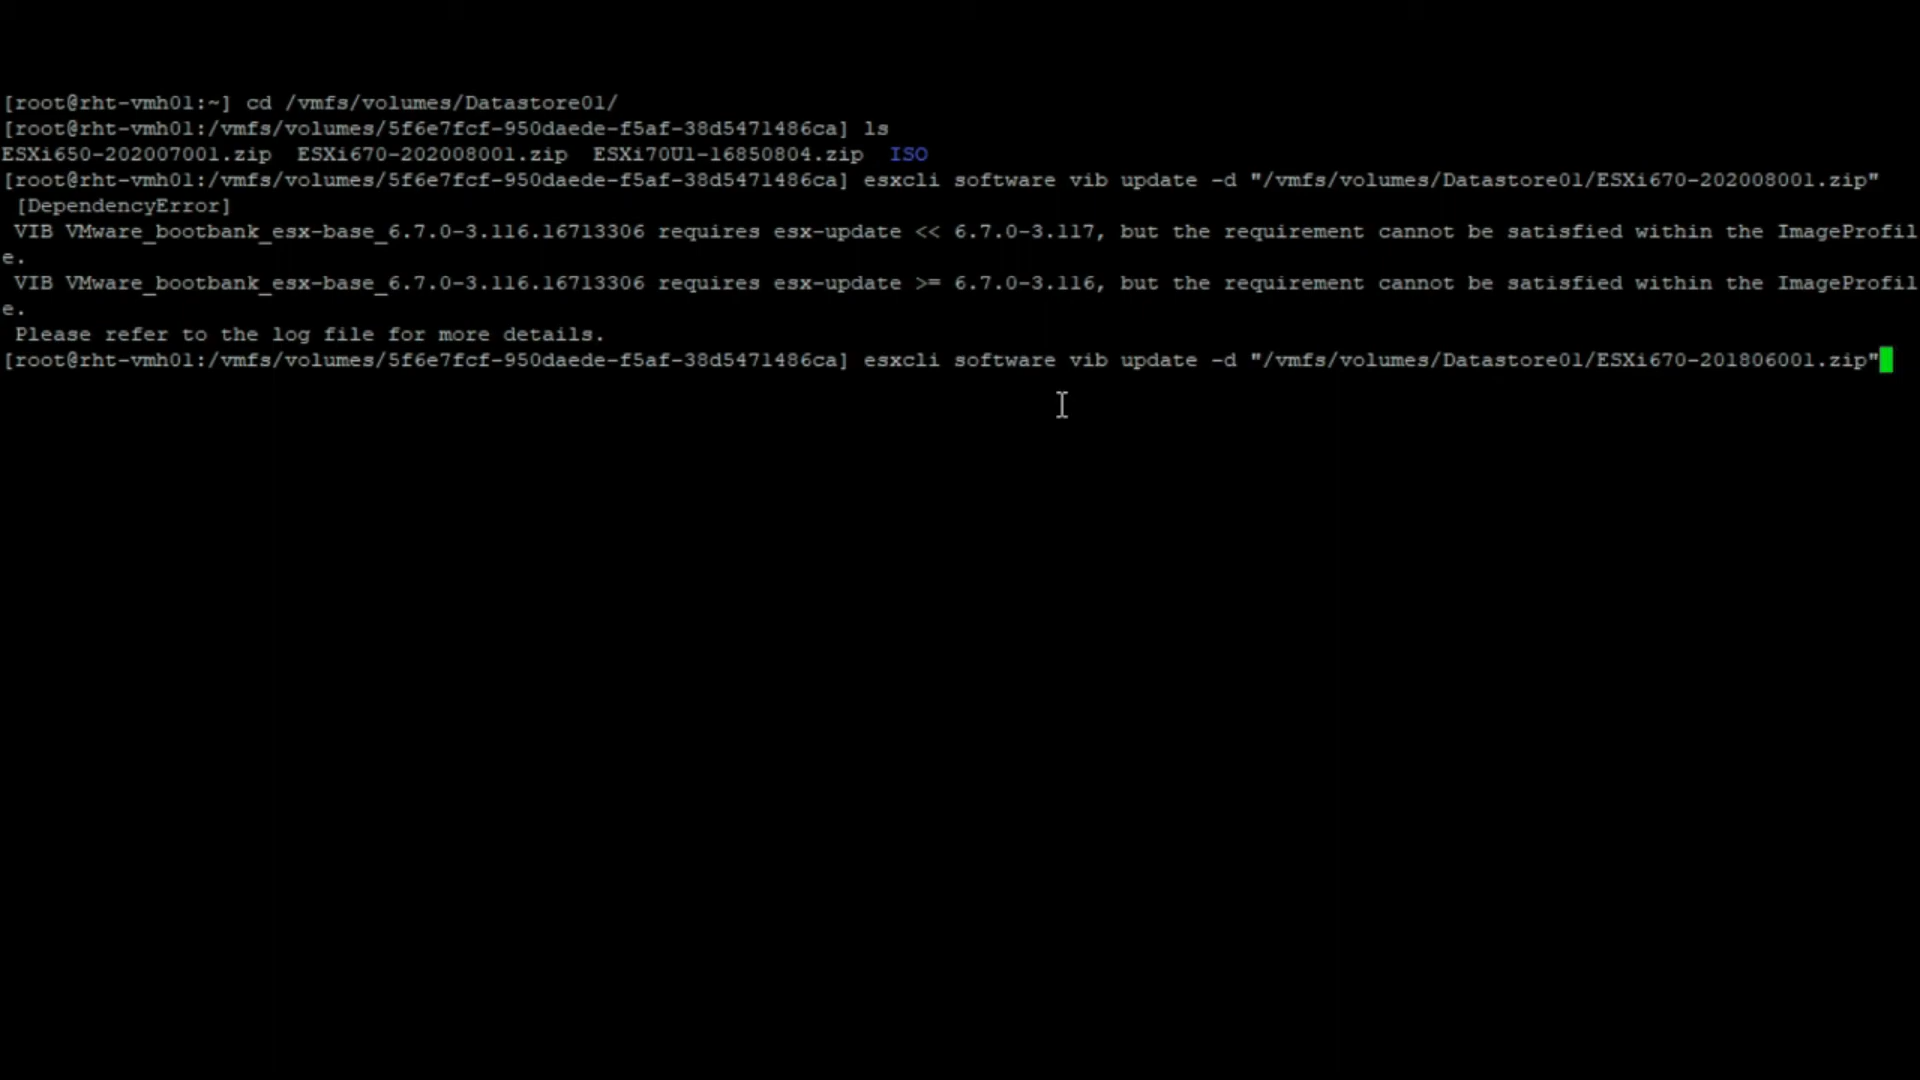 [root@rht-vmh01:~] cd /vmfs/volumes/Datastore01/
[root@rht-vmh01:/vmfs/volumes/5f6e7fcf-950daede-f5af-38d5471486ca] ls
ESXi650-202007001.zip  ESXi670-202008001.zip  ESXi70U1-16850804.zip  ISO
[root@rht-vmh01:/vmfs/volumes/5f6e7fcf-950daede-f5af-38d5471486ca] esxcli software vib update -d "/vmfs/volumes/Datastore01/ESXi670-202008001.zip"
 [DependencyError]
 VIB VMware_bootbank_esx-base_6.7.0-3.116.16713306 requires esx-update << 6.7.0-3.117, but the requirement cannot be satisfied within the ImageProfil
e.
 VIB VMware_bootbank_esx-base_6.7.0-3.116.16713306 requires esx-update >= 6.7.0-3.116, but the requirement cannot be satisfied within the ImageProfil
e.
 Please refer to the log file for more details.
[root@rht-vmh01:/vmfs/volumes/5f6e7fcf-950daede-f5af-38d5471486ca] esxcli software vib update -d "/vmfs/volumes/Datastore01/ESXi670-201806001.zip"